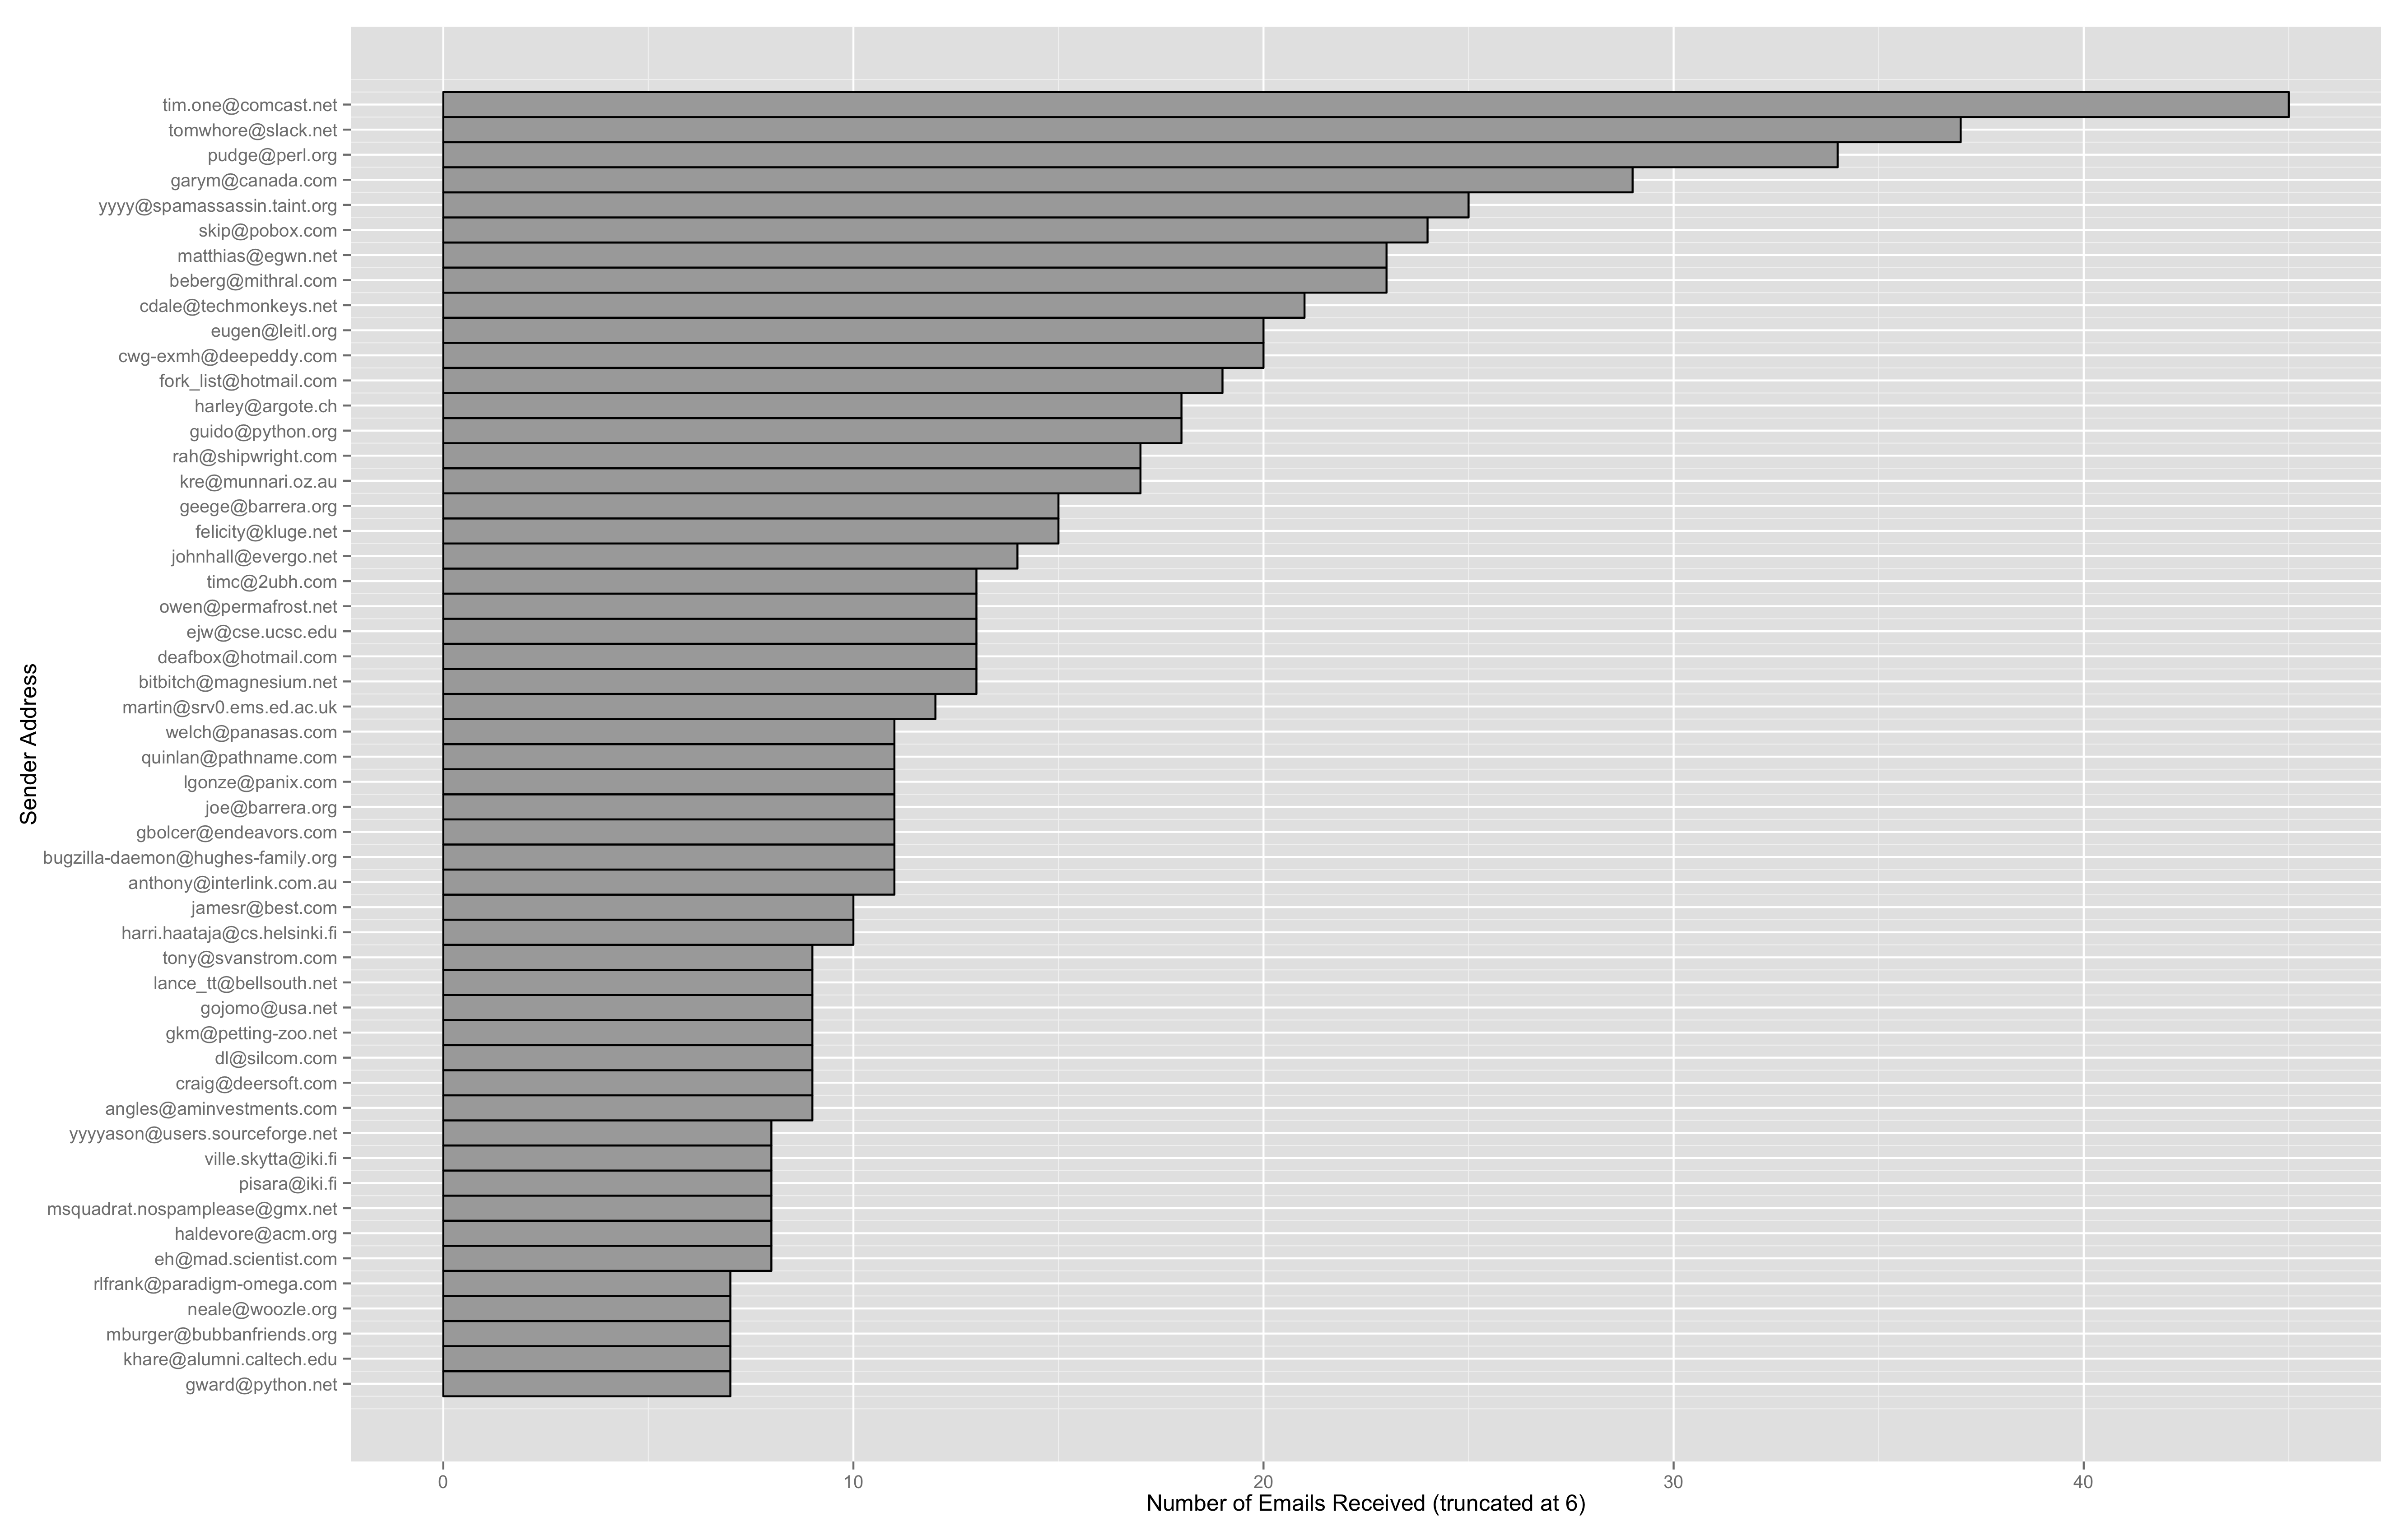 tim.one@comcast.net
tomwhore@slack.net
pudge@perl.org
garym@canada.com
yyyy@spamassassin.taint.org
skip@pobox.com
matthias@egwn.net
beberg@mithral.com
cdale@techmonkeys.net
eugen@leitl.org
cwg-exmh@deepeddy.com
fork_list@hotmail.com
harley@argote.ch
guido@python.org
rah@shipwright.com
kre@munnari.oz.au
geege@barrera.org
felicity@kluge.net
johnhall@evergo.net
timc@2ubh.com
owen@permafrost.net
ejw@cse.ucsc.edu
deafbox@hotmail.com
bitbitch@magnesium.net
martin@srv0.ems.ed.ac.uk
welch@panasas.com
quinlan@pathname.com
lgonze@panix.com
joe@barrera.org
gbolcer@endeavors.com
bugzilla-daemon@hughes-family.org
anthony@interlink.com.au
jamesr@best.com
harri.haataja@cs.helsinki.fi
tony@svanstrom.com
lance_tt@bellsouth.net
gojomo@usa.net
gkm@petting-zoo.net
dl@silcom.com
craig@deersoft.com
angles@aminvestments.com
yyyyason@users.sourceforge.net
ville.skytta@iki.fi
pisara@iki.fi
msquadrat.nospamplease@gmx.net
haldevore@acm.org
eh@mad.scientist.com
rlfrank@paradigm-omega.com
neale@woozle.org
mburger@bubbanfriends.org
khare@alumni.caltech.edu
gward@python.net
Sender Address
0 10 20 30 40
Number of Emails Received (truncated at 6)